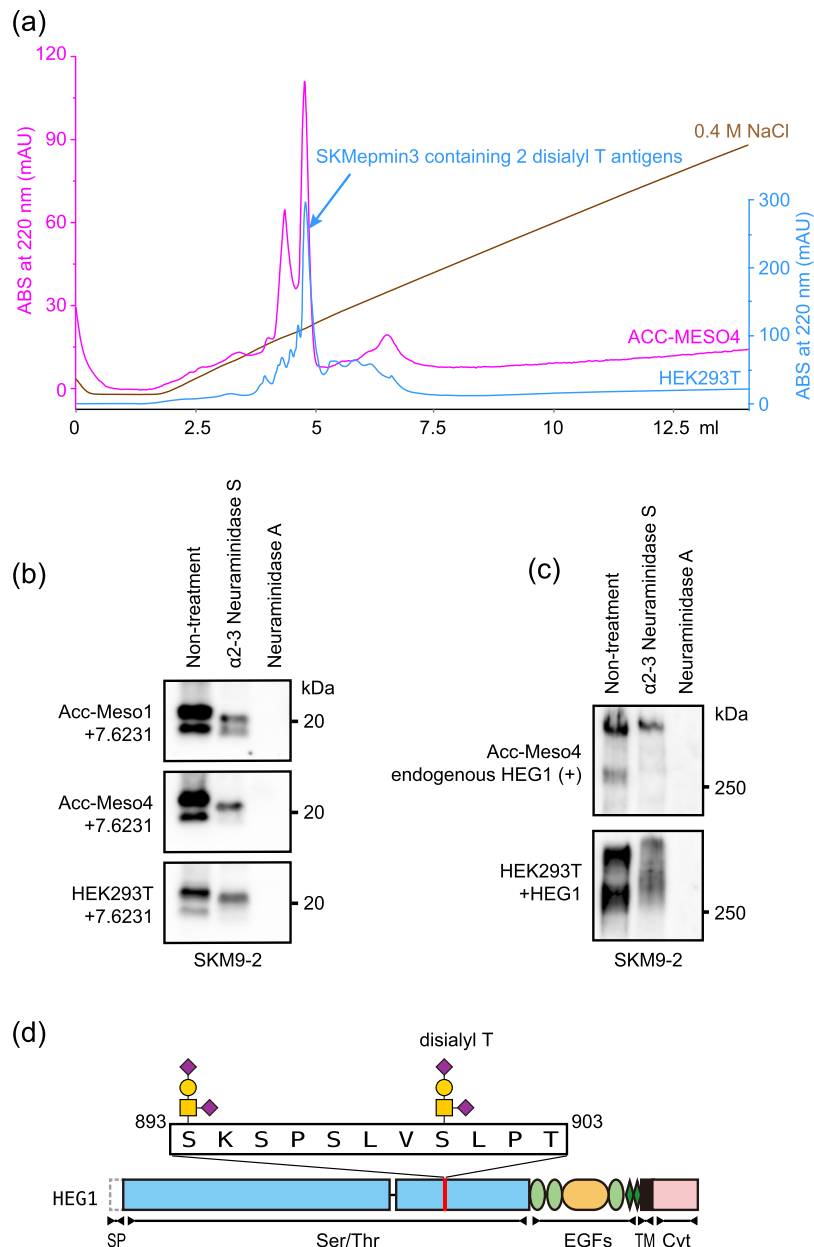 (a)
120
90
60
30
0
ABS at 220 nm (mAU)
0.4 M NaCl
SKMepmin3 containing 2 disialyl T antigens
300
200
100
0
ABS at 220 nm (mAU)
ACC-MESO4
HEK293T
0 2.5 5 7.5 10 12.5 ml
(b)
Non-treatment
α2-3 Neuraminidase S
Neuraminidase A
kDa
Acc-Meso1
+7.6231
20
Acc-Meso4
+7.6231
20
HEK293T
+7.6231
20
SKM9-2
(c)
Non-treatment
α2-3 Neuraminidase S
Neuraminidase A
kDa
Acc-Meso4
endogenous HEG1 (+)
250
HEK293T
+HEG1
250
SKM9-2
(d)
disialyl T
893 903
S K S P S L V S L P T
HEG1
SP Ser/Thr EGFs TM Cyt